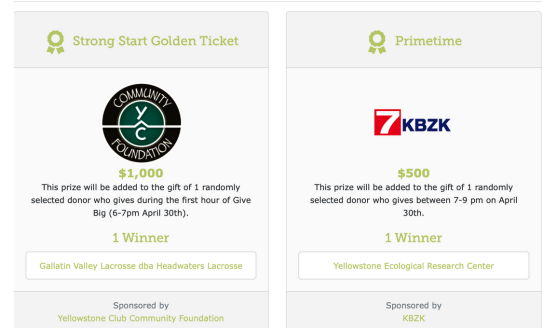 Strong Start Golden Ticket
COMMUNITY
YC
FOUNDATION
$1,000
This prize will be added to the gift of 1 randomly
selected donor who gives during the first hour of Give
Big (6-7pm April 30th).
1 Winner
Gallatin Valley Lacrosse dba Headwaters Lacrosse
Sponsored by
Yellowstone Club Community Foundation
Primetime
7 KBZK
$500
This prize will be added to the gift of 1 randomly
selected donor who gives between 7-9 pm on April
30th.
1 Winner
Yellowstone Ecological Research Center
Sponsored by
KBZK